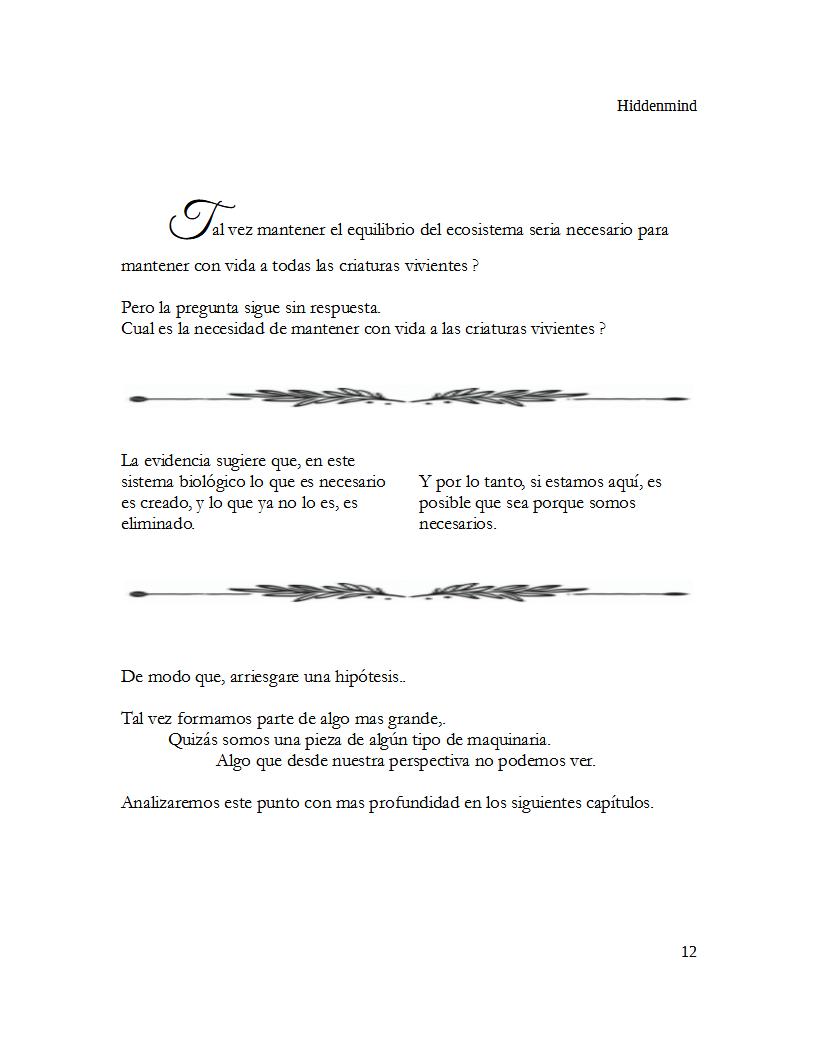 Hiddenmind
Tal vez mantener el equilibrio del ecosistema seria necesario para
mantener con vida a todas las criaturas vivientes ?
Pero la pregunta sigue sin respuesta.
Cual es la necesidad de mantener con vida a las criaturas vivientes ?
La evidencia sugiere que, en este
sistema biológico lo que es necesario
es creado, y lo que ya no lo es, es
eliminado.
Y por lo tanto, si estamos aquí, es
posible que sea porque somos
necesarios.
De modo que, arriesgare una hipótesis..
Tal vez formamos parte de algo mas grande,.
Quizás somos una pieza de algún tipo de maquinaria.
Algo que desde nuestra perspectiva no podemos ver.
Analizaremos este punto con mas profundidad en los siguientes capítulos.
12